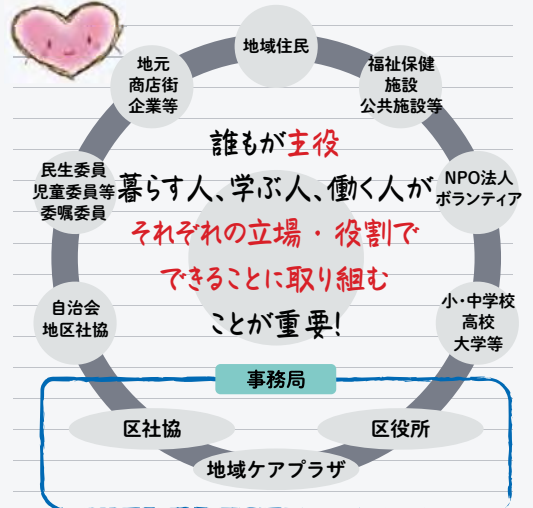 地域住民
地元
商店街
企業等
福祉保健
施設
公共施設等
誰もが主役
民生委員
児童委員等
委嘱委員
暮らす人、学ぶ人、働く人が
NPO法人
ボランティア
それぞれの立場・役割で
できることに取り組む
自治会
地区社協
ことが重要!
小・中学校
高校
大学等
事務局
区社協
区役所
地域ケアプラザ